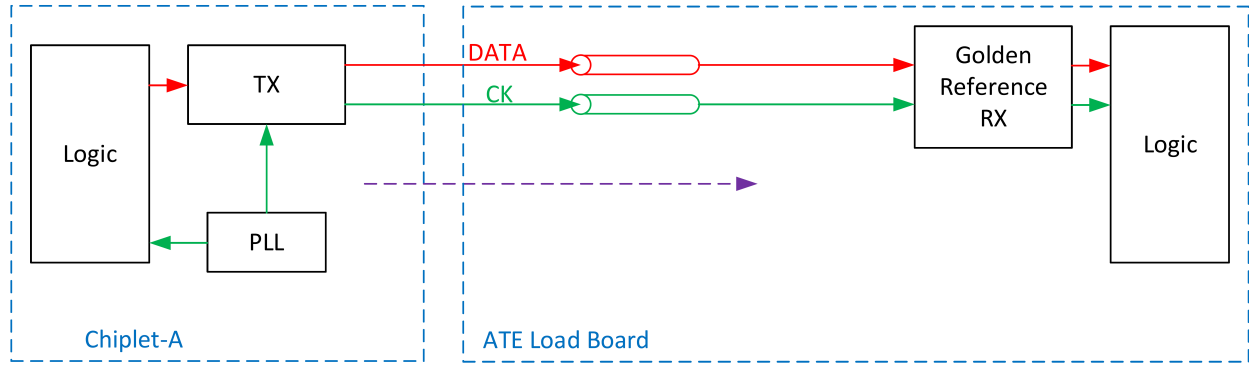 DATA
CK
Logic
TX
PLL
Chiplet-A
Golden
Reference
RX
Logic
ATE Load Board